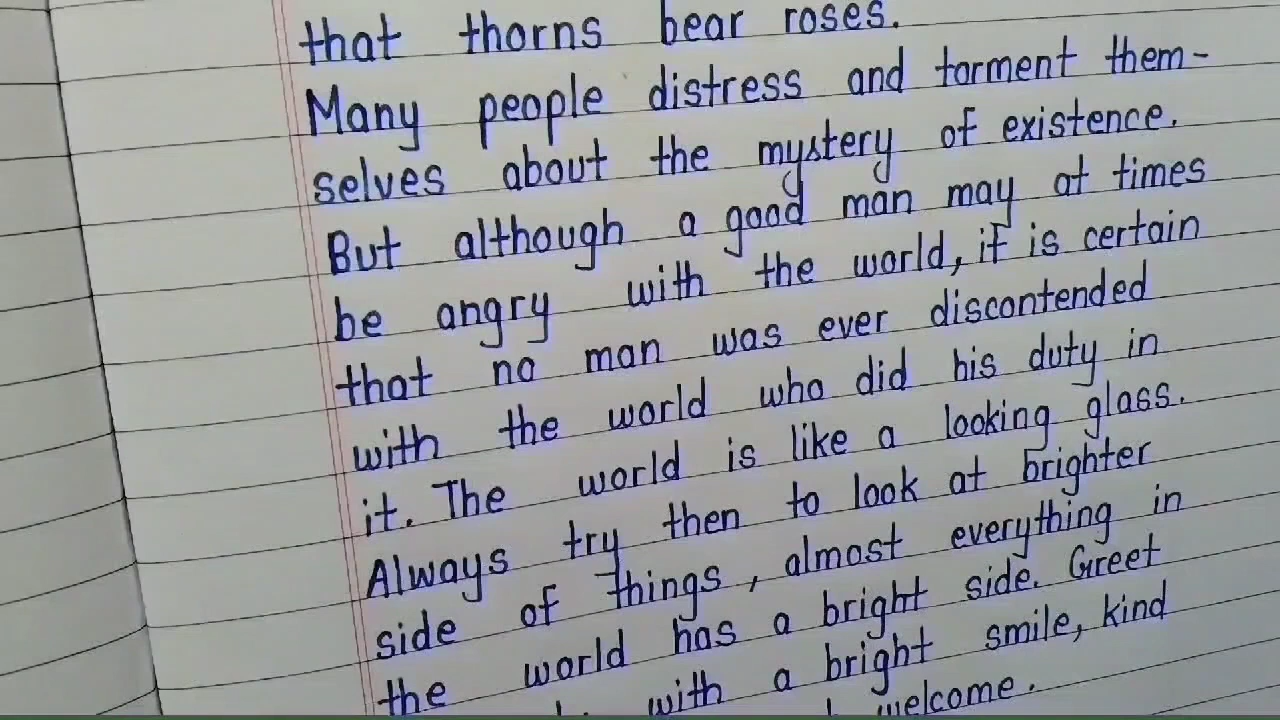 that thorns bear roses.
Many people distress and torment them-
selves about the mystery of existence.
But although a good man may at times
be angry with the world, it is certain
that no man was ever discontended
with the world who did his duty in
it. The world is like a looking glass.
Always try then to look at brighter
side of things, almost everything in
the world has a bright side. Greet
with a bright smile, kind
welcome.